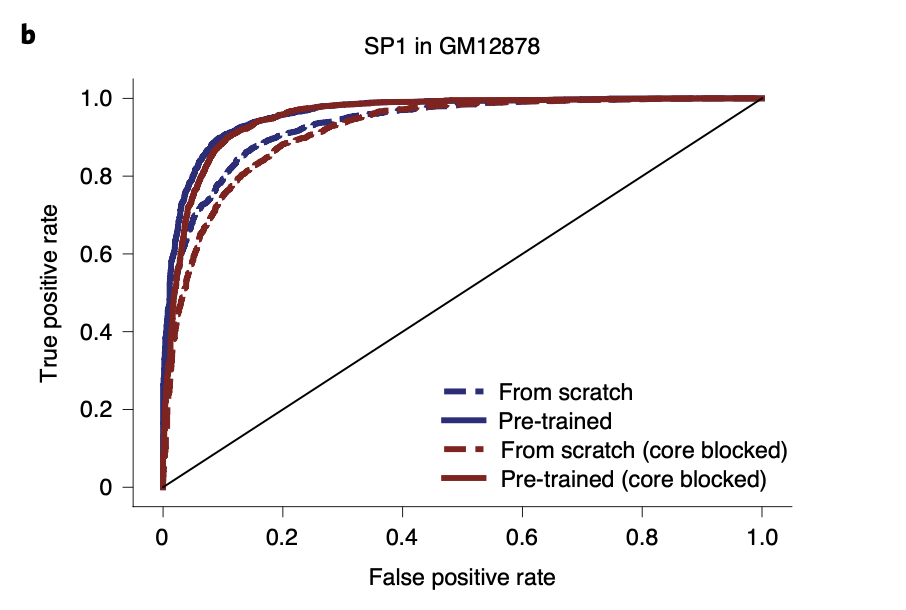 b
SP1 in GM12878
1.0
0.8
0.6
0.4
0.2
0
True positive rate
From scratch
Pre-trained
From scratch (core blocked)
Pre-trained (core blocked)
0 0.2 0.4 0.6 0.8 1.0
False positive rate